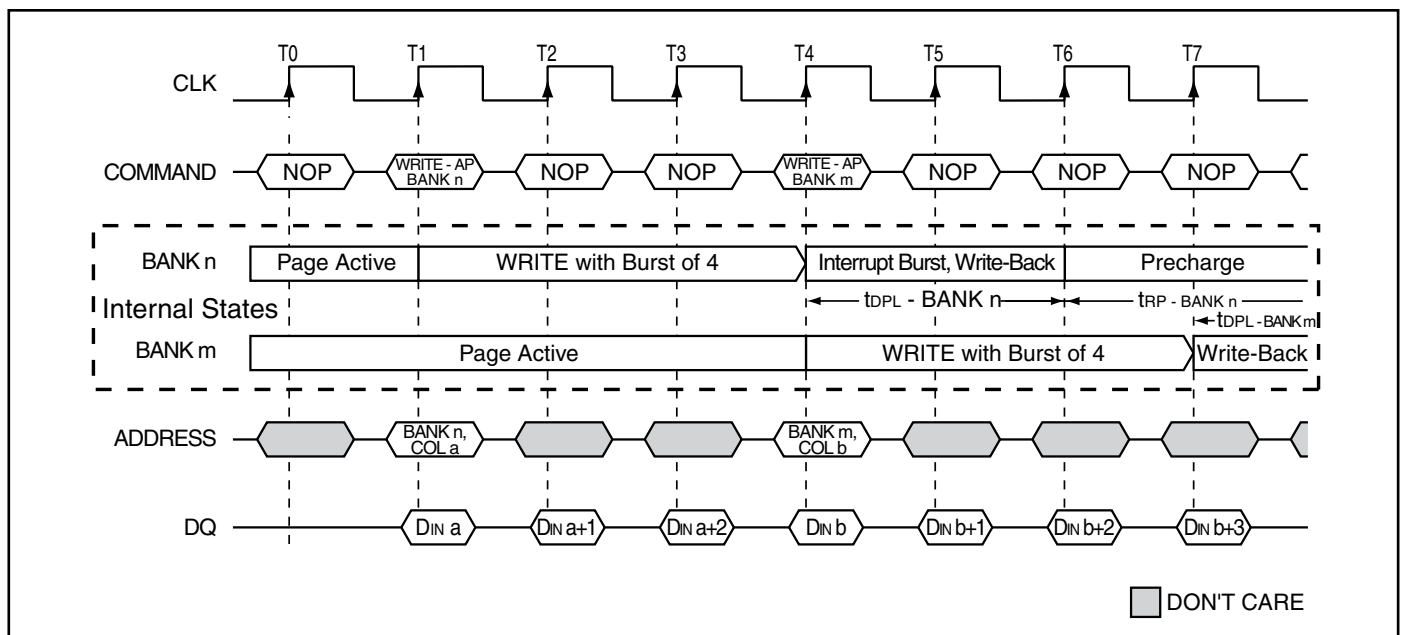 T0 T1 T2 T3 T4 T5 T6 T7
CLK
COMMAND NOP WRITE - AP BANK n NOP NOP WRITE - AP BANK m NOP NOP NOP
BANK n Page Active WRITE with Burst of 4 Interrupt Burst, Write-Back Precharge
Internal States tDPL - BANK n tRP - BANK n
tDPL - BANK m
BANK m Page Active WRITE with Burst of 4 Write-Back
ADDRESS BANK n, COL a BANK m, COL b
DQ DIN a DIN a+1 DIN a+2 DIN b DIN b+1 DIN b+2 DIN b+3
DON'T CARE